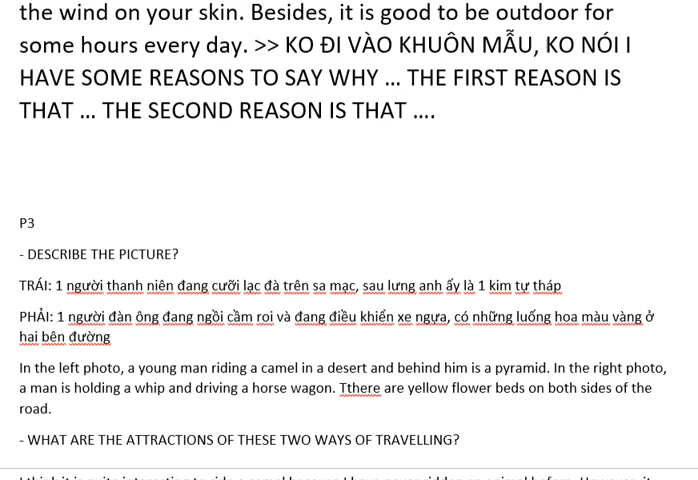 the wind on your skin. Besides, it is good to be outdoor for
some hours every day. >> KO ĐI VÀO KHUÔN MẪU, KO NÓI I
HAVE SOME REASONS TO SAY WHY … THE FIRST REASON IS
THAT … THE SECOND REASON IS THAT ….
P3
- DESCRIBE THE PICTURE?
TRÁI: 1 người thanh niên đang cưỡi lạc đà trên sa mạc, sau lưng anh ấy là 1 kim tự tháp
PHẢI: 1 người đàn ông đang ngồi cầm roi và đang điều khiển xe ngựa, có những luống hoa màu vàng ở
hai bên đường
In the left photo, a young man riding a camel in a desert and behind him is a pyramid. In the right photo,
a man is holding a whip and driving a horse wagon. Tthere are yellow flower beds on both sides of the
road.
- WHAT ARE THE ATTRACTIONS OF THESE TWO WAYS OF TRAVELLING?